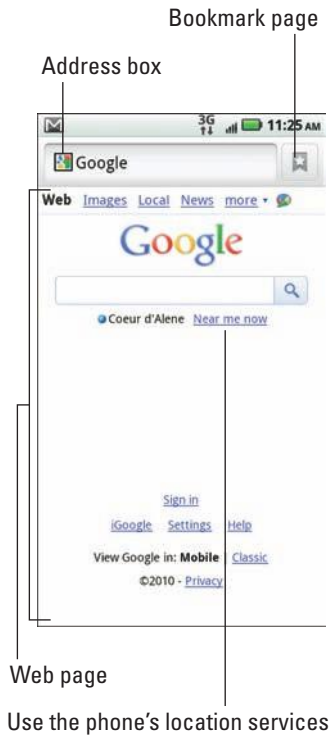 Bookmark page
Address box
3G 11:25 AM
Google
Web Images Local News more
Google
Coeur d'Alene Near me now
Sign in
iGoogle Settings Help
View Google in: Mobile | Classic
©2010 - Privacy
Web page
Use the phone's location services